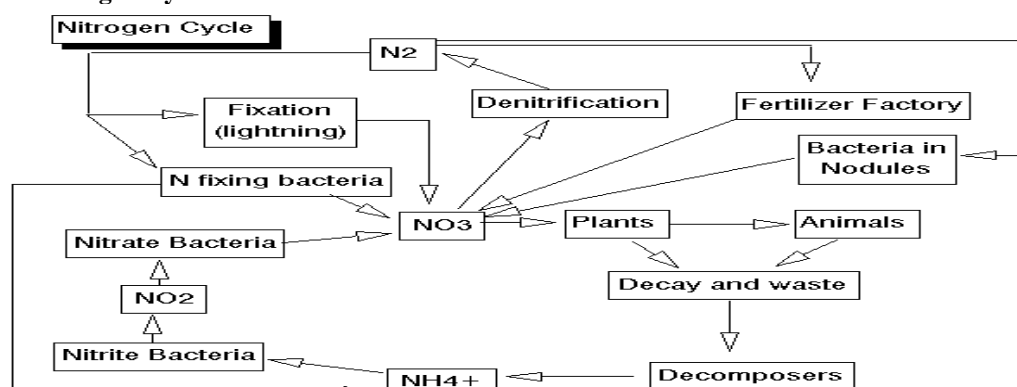 Nitrogen Cycle
N2
Fixation
(lightning)
Denitrification
Fertilizer Factory
Bacteria in
Nodules
N fixing bacteria
NO3
Plants
Animals
Nitrate Bacteria
NO2
Decay and waste
Nitrite Bacteria
NH4+
Decomposers